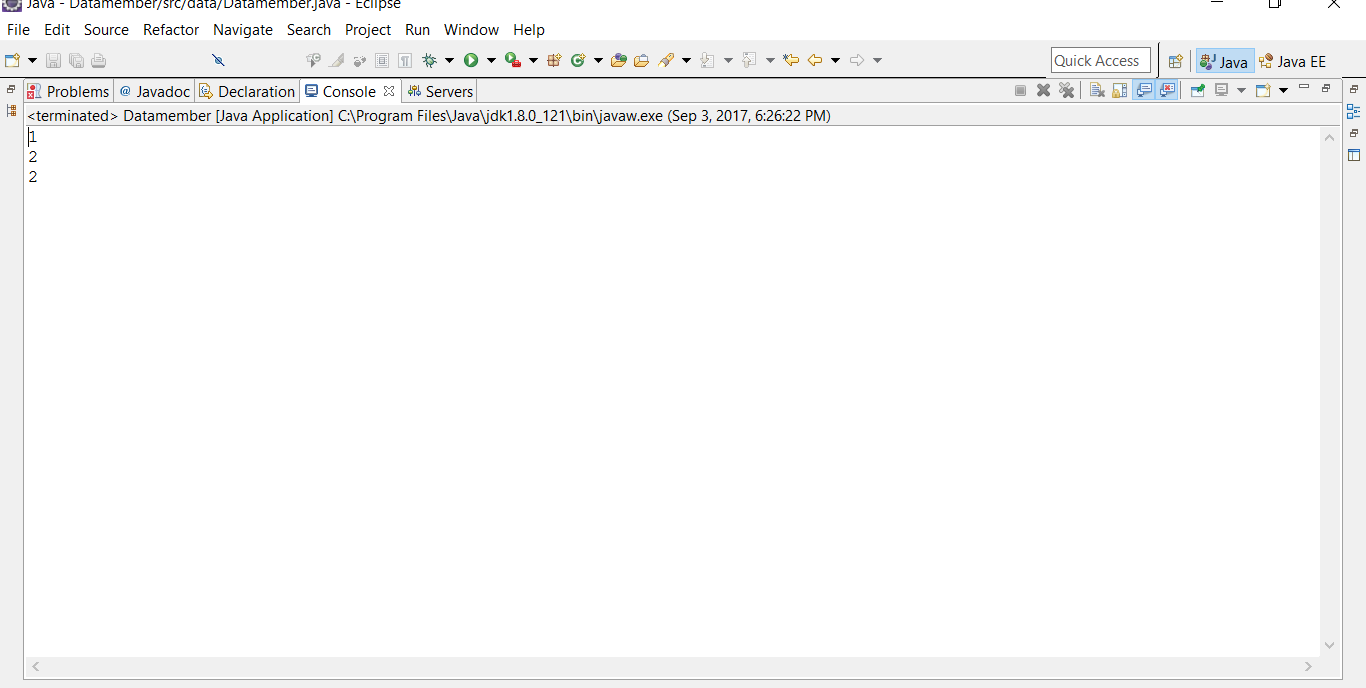 Java - Datamember/src/data/Datamember.java - Eclipse
File Edit Source Refactor Navigate Search Project Run Window Help
Quick Access Java Java EE
Problems @ Javadoc Declaration Console Servers
<terminated> Datamember [Java Application] C:\Program Files\Java\jdk1.8.0_121\bin\javaw.exe (Sep 3, 2017, 6:26:22 PM)
1
2
2